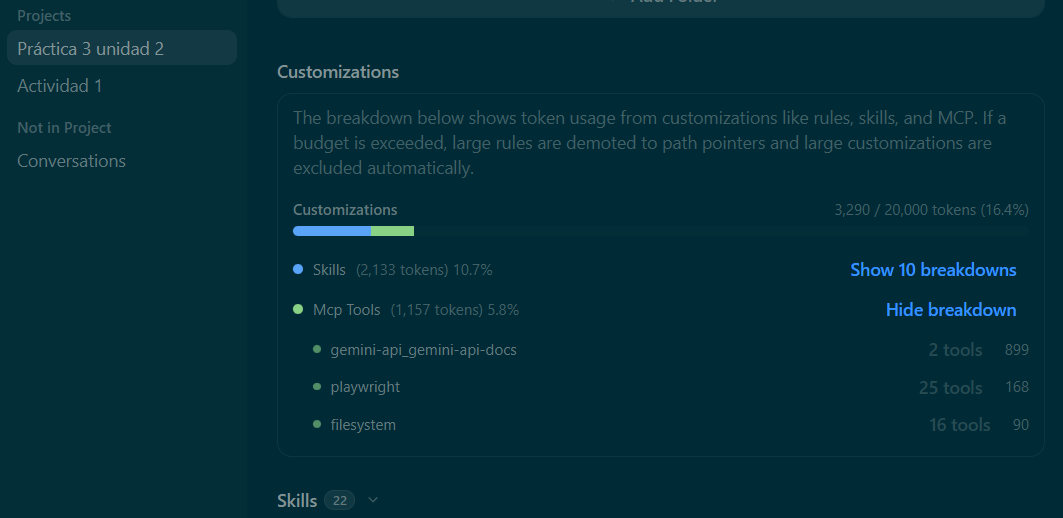 Projects
Práctica 3 unidad 2
Actividad 1
Not in Project
Conversations
Add Folder
Customizations
The breakdown below shows token usage from customizations like rules, skills, and MCP. If a
budget is exceeded, large rules are demoted to path pointers and large customizations are
excluded automatically.
Customizations 3,290 / 20,000 tokens (16.4%)
Skills (2,133 tokens) 10.7% Show 10 breakdowns
Mcp Tools (1,157 tokens) 5.8% Hide breakdown
gemini-api_gemini-api-docs 2 tools 899
playwright 25 tools 168
filesystem 16 tools 90
Skills 22